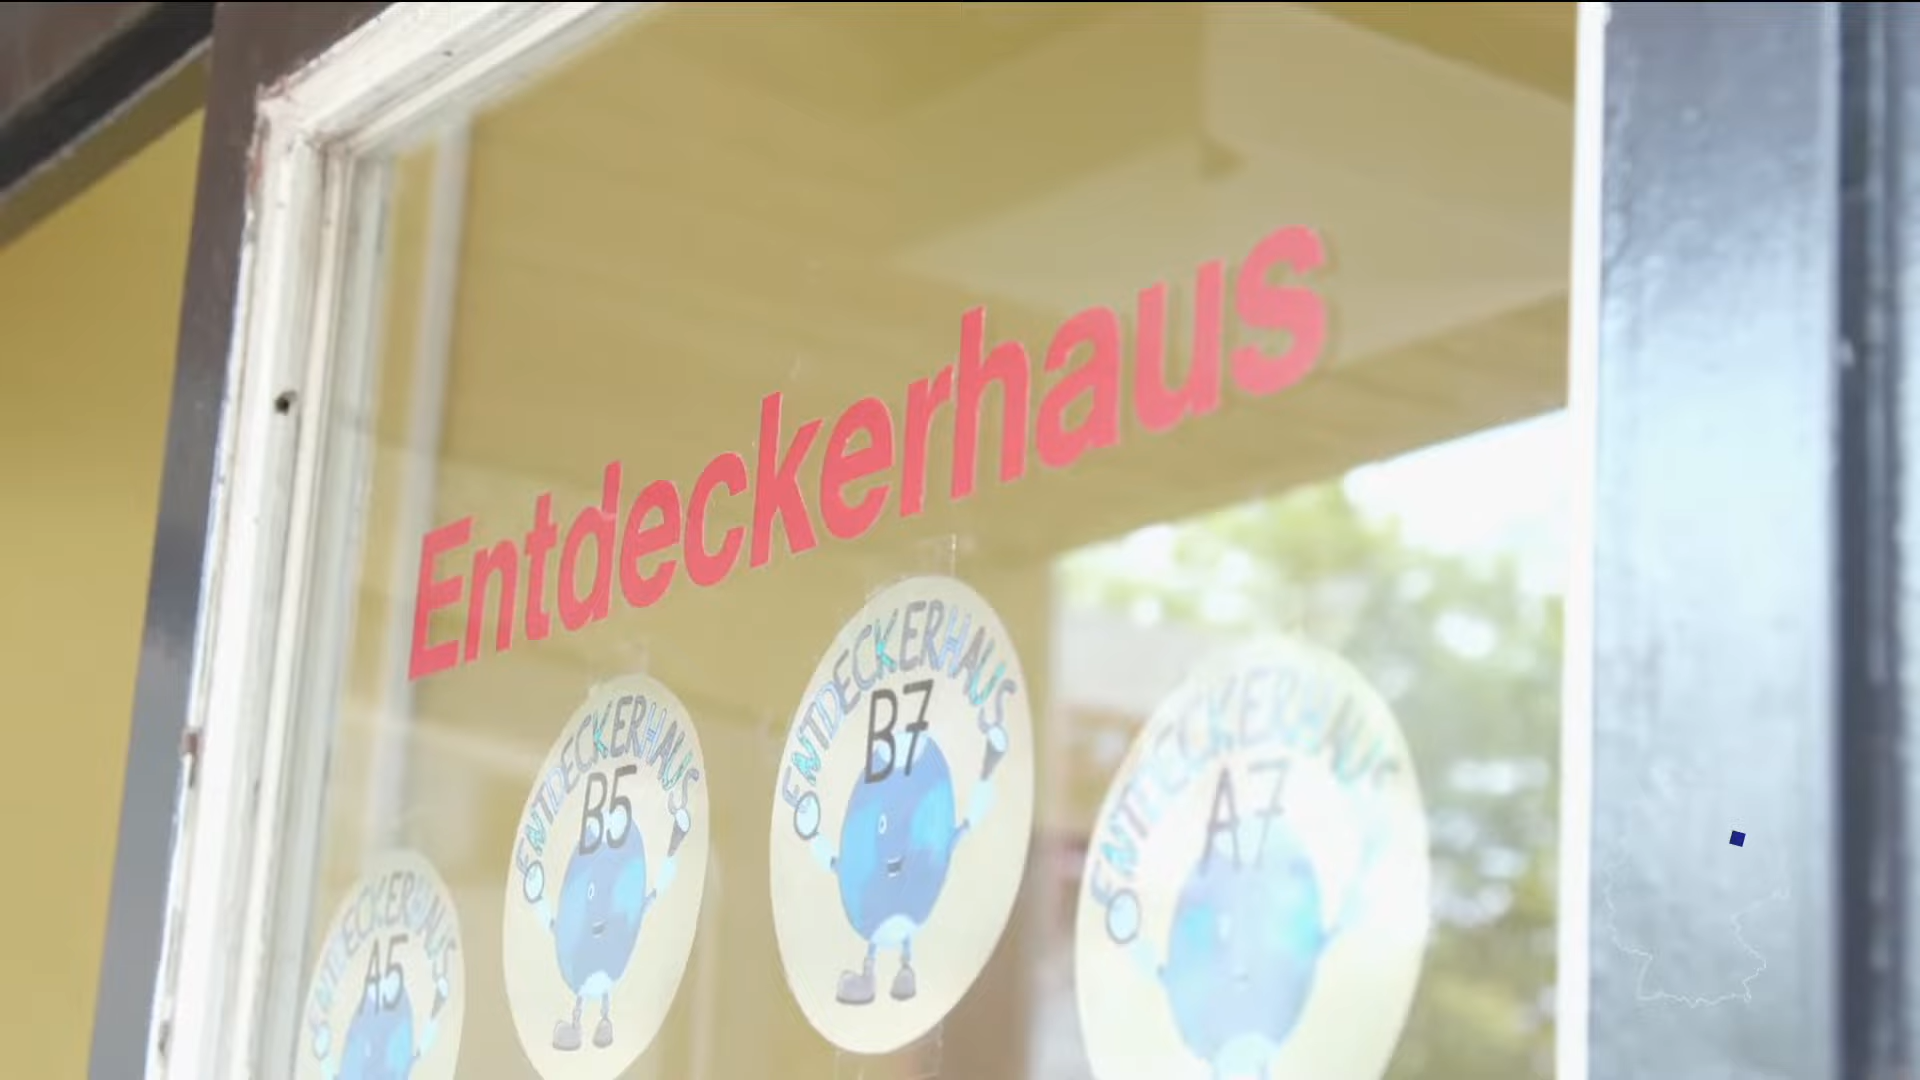 Entdeckerhaus
ENTDECKERHAUS
A5
ENTDECKERHAUS
B5
ENTDECKERHAUS
B7
ENTDECKERHAUS
A7